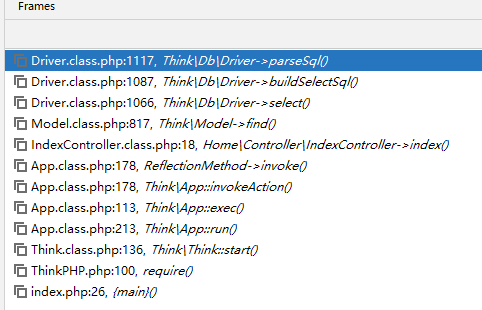 Frames
Driver.class.php:1117, Think\Db\Driver->parseSql()
Driver.class.php:1087, Think\Db\Driver->buildSelectSql()
Driver.class.php:1066, Think\Db\Driver->select()
Model.class.php:817, Think\Model->find()
IndexController.class.php:18, Home\Controller\IndexController->index()
App.class.php:178, ReflectionMethod->invoke()
App.class.php:178, Think\App::invokeAction()
App.class.php:113, Think\App::exec()
App.class.php:213, Think\App::run()
Think.class.php:136, Think\Think::start()
ThinkPHP.php:100, require()
index.php:26, {main}()